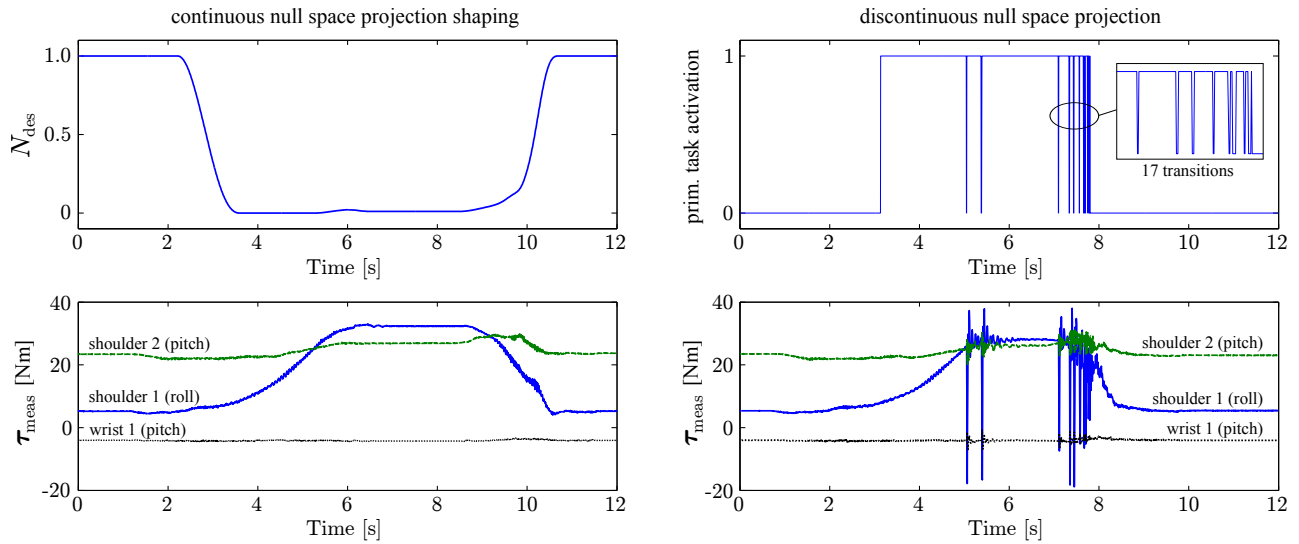 continuous null space projection shaping
discontinuous null space projection
1.0
0.5
0
N_des
0 2 4 6 8 10 12
Time [s]
1
0
prim. task activation
17 transitions
0 2 4 6 8 10 12
Time [s]
40
20
0
-20
τ_meas [Nm]
shoulder 2 (pitch)
shoulder 1 (roll)
wrist 1 (pitch)
0 2 4 6 8 10 12
Time [s]
40
20
0
-20
τ_meas [Nm]
shoulder 2 (pitch)
shoulder 1 (roll)
wrist 1 (pitch)
0 2 4 6 8 10 12
Time [s]